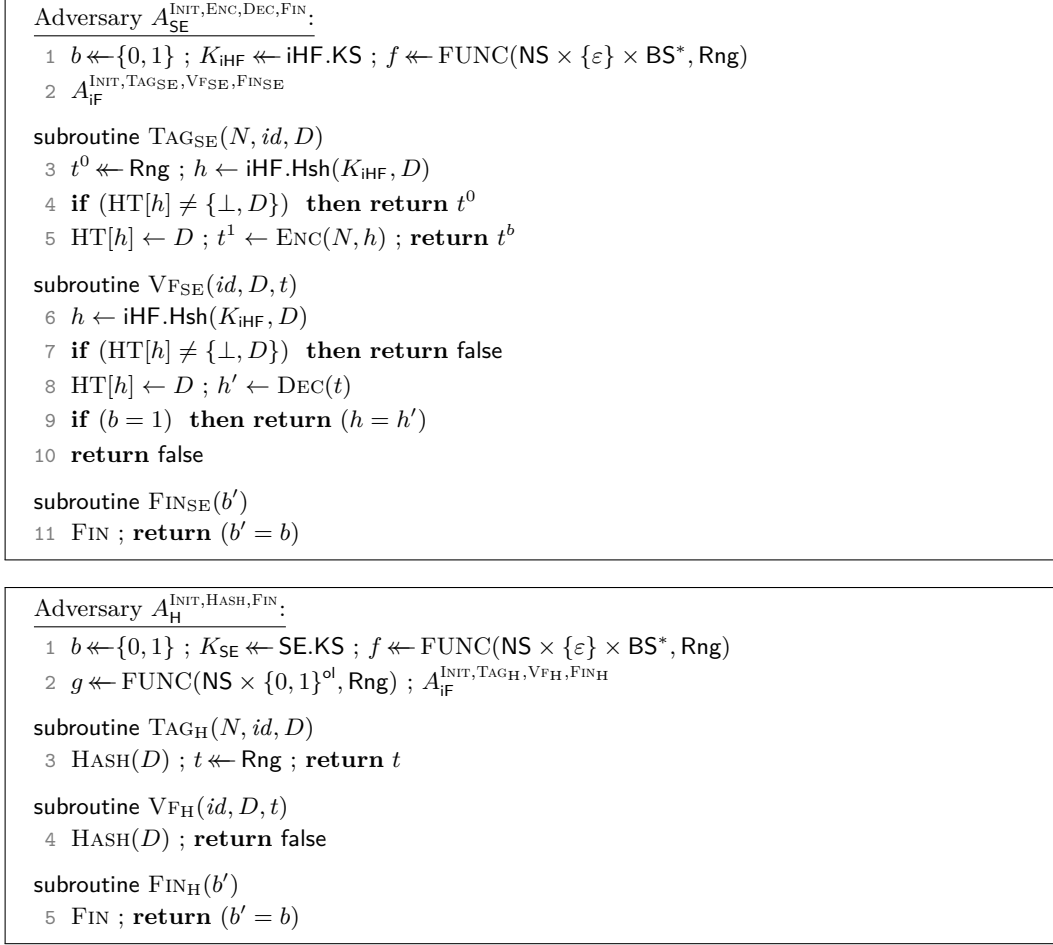 Adversary A_SE^{INIT,ENC,DEC,FIN}:
1 b ↞ {0, 1} ; K_iHF ↞ iHF.KS ; f ↞ FUNC(NS × {ε} × BS*, Rng)
2 A_iF^{INIT,TAG_SE,VF_SE,FIN_SE}
subroutine TAG_SE(N, id, D)
3 t^0 ↞ Rng ; h ← iHF.Hsh(K_iHF, D)
4 if (HT[h] ≠ {⊥, D}) then return t^0
5 HT[h] ← D ; t^1 ← ENC(N, h) ; return t^b
subroutine VF_SE(id, D, t)
6 h ← iHF.Hsh(K_iHF, D)
7 if (HT[h] ≠ {⊥, D}) then return false
8 HT[h] ← D ; h′ ← DEC(t)
9 if (b = 1) then return (h = h′)
10 return false
subroutine FIN_SE(b′)
11 FIN ; return (b′ = b)
Adversary A_H^{INIT,HASH,FIN}:
1 b ↞ {0, 1} ; K_SE ↞ SE.KS ; f ↞ FUNC(NS × {ε} × BS*, Rng)
2 g ↞ FUNC(NS × {0, 1}^ol, Rng) ; A_iF^{INIT,TAG_H,VF_H,FIN_H}
subroutine TAG_H(N, id, D)
3 HASH(D) ; t ↞ Rng ; return t
subroutine VF_H(id, D, t)
4 HASH(D) ; return false
subroutine FIN_H(b′)
5 FIN ; return (b′ = b)